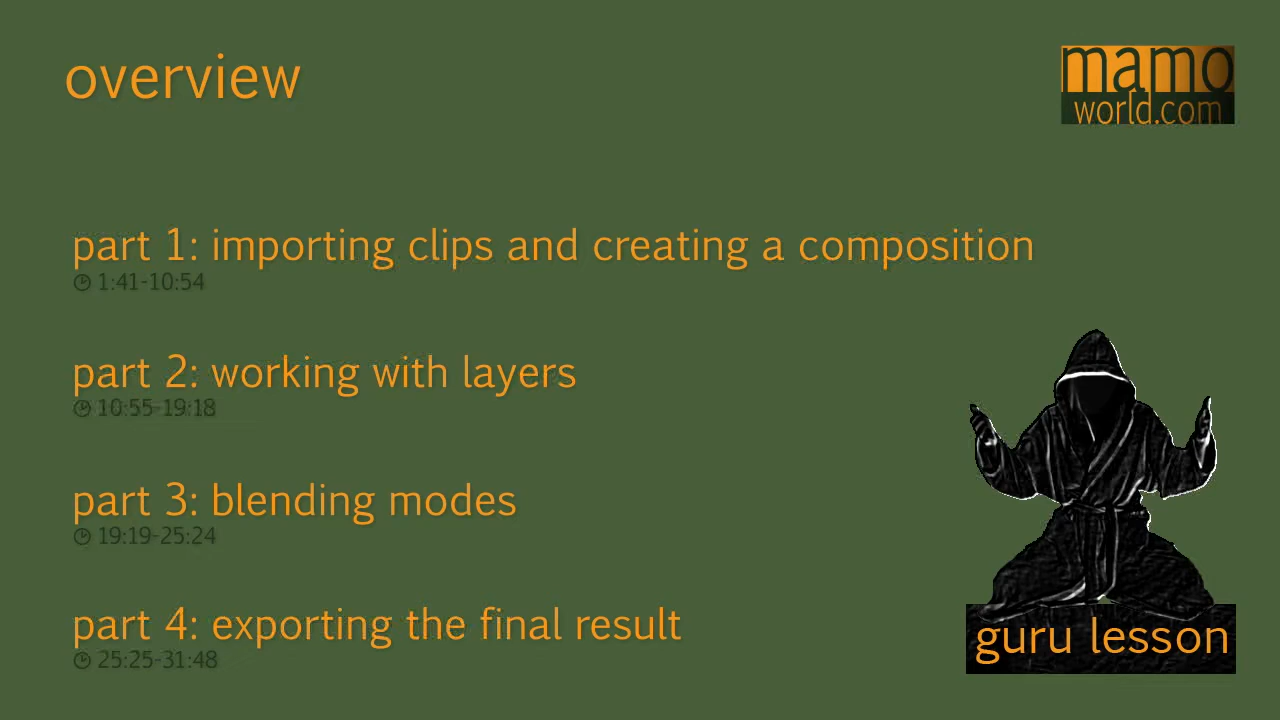 overview
mamo
world.com
part 1: importing clips and creating a composition
1:41-10:54
part 2: working with layers
10:55-19:18
part 3: blending modes
19:19-25:24
part 4: exporting the final result
25:25-31:48
guru lesson